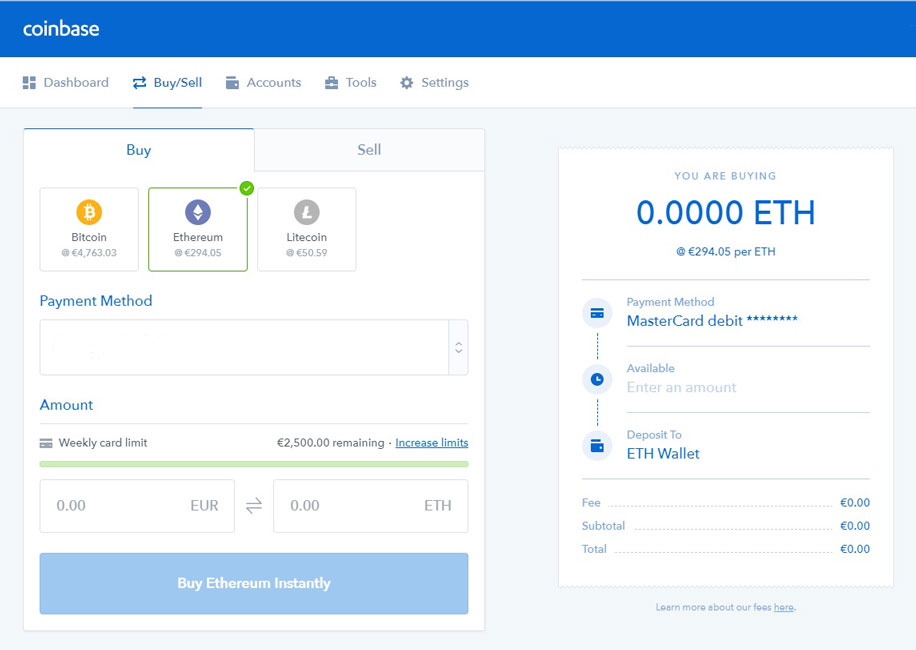 coinbase
Dashboard Buy/Sell Accounts Tools Settings
Buy Sell
Bitcoin
@ €4,763.03
Ethereum
@ €294.05
Litecoin
@ €50.59
Payment Method
Amount
Weekly card limit €2,500.00 remaining · Increase limits
0.00 EUR 0.00 ETH
Buy Ethereum Instantly
YOU ARE BUYING
0.0000 ETH
@ €294.05 per ETH
Payment Method
MasterCard debit ********
Available
Enter an amount
Deposit To
ETH Wallet
Fee €0.00
Subtotal €0.00
Total €0.00
Learn more about our fees here.